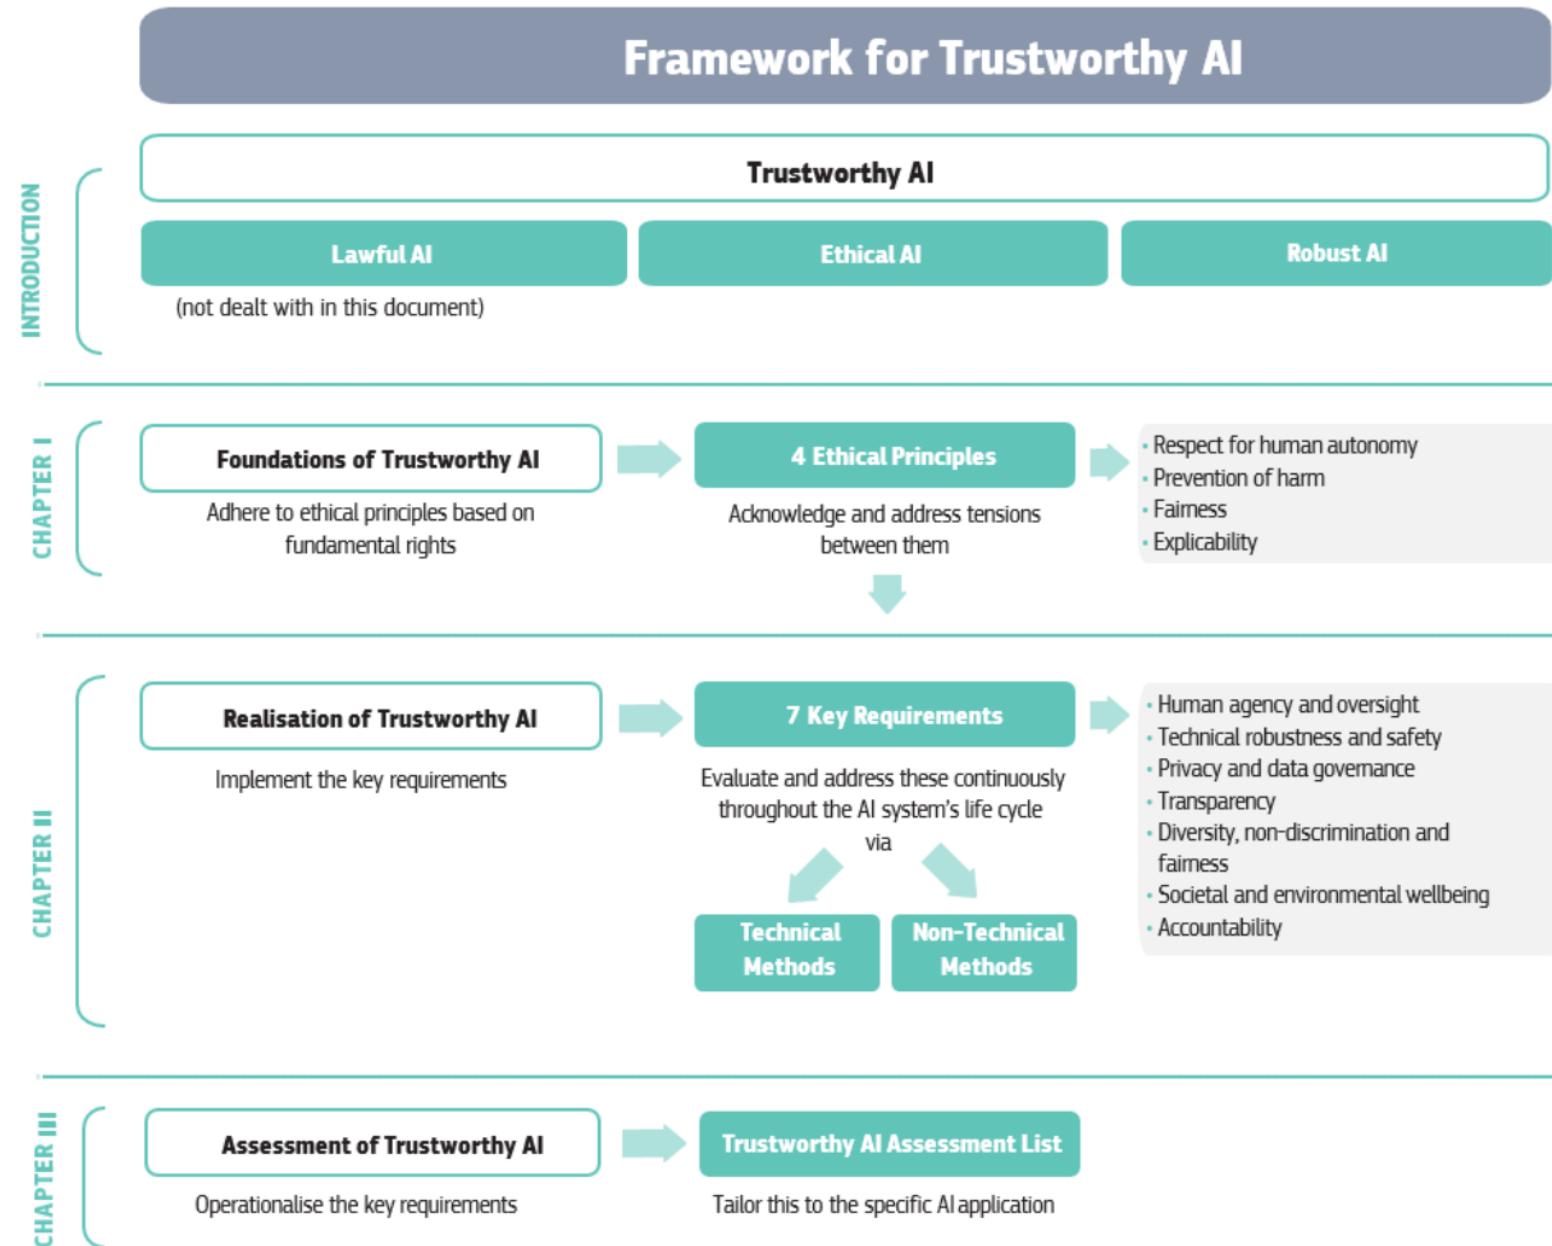 Framework for Trustworthy AI
INTRODUCTION
Trustworthy AI
Lawful AI
Ethical AI
Robust AI
(not dealt with in this document)
CHAPTER I
Foundations of Trustworthy AI
Adhere to ethical principles based on
fundamental rights
4 Ethical Principles
Acknowledge and address tensions
between them
· Respect for human autonomy
· Prevention of harm
· Fairness
· Explicability
CHAPTER II
Realisation of Trustworthy AI
Implement the key requirements
7 Key Requirements
Evaluate and address these continuously
throughout the AI system’s life cycle
via
Technical
Methods
Non-Technical
Methods
· Human agency and oversight
· Technical robustness and safety
· Privacy and data governance
· Transparency
· Diversity, non-discrimination and
fairness
· Societal and environmental wellbeing
· Accountability
CHAPTER III
Assessment of Trustworthy AI
Operationalise the key requirements
Trustworthy AI Assessment List
Tailor this to the specific AI application